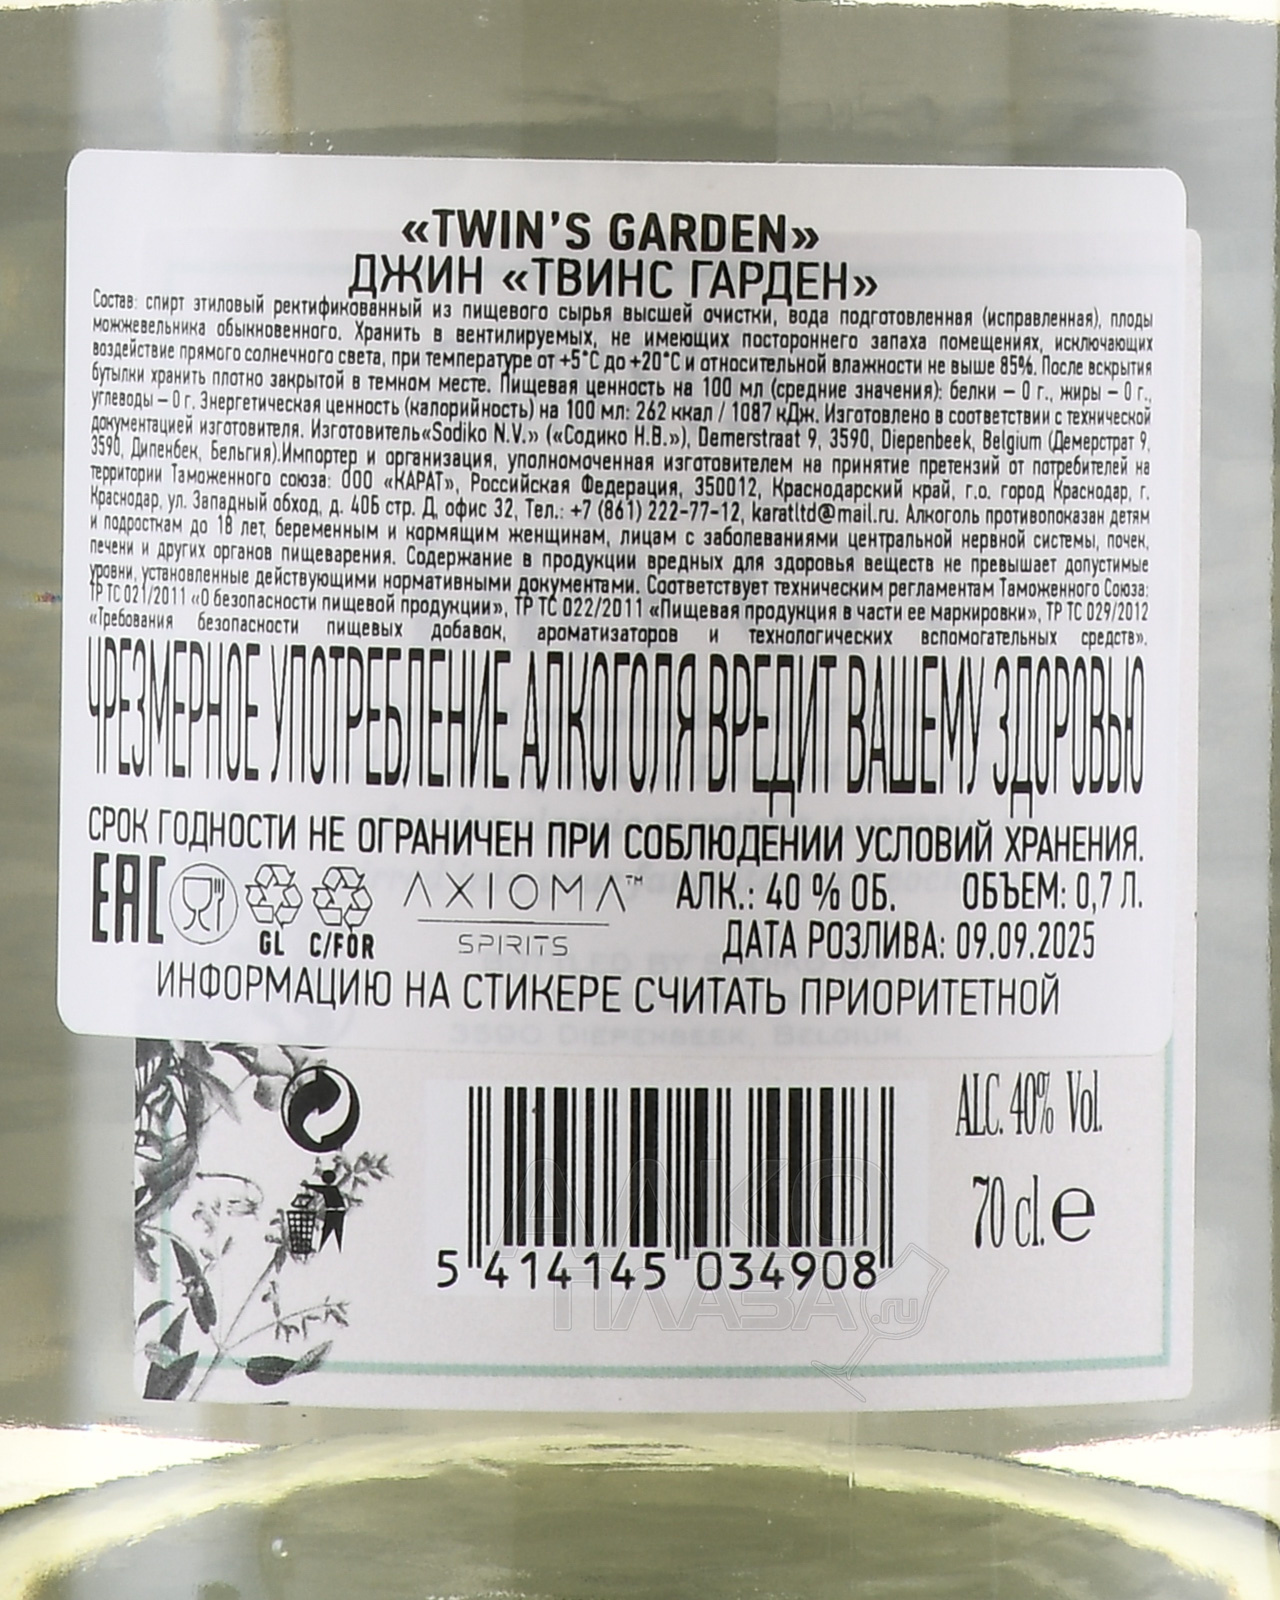 «TWIN’S GARDEN»
ДЖИН «ТВИНС ГАРДЕН»
Состав: спирт этиловый ректификованный из пищевого сырья высшей очистки, вода подготовленная (исправленная), плоды
можжевельника обыкновенного. Хранить в вентилируемых, не имеющих постороннего запаха помещениях, исключающих
воздействие прямого солнечного света, при температуре от +5°С до +20°С и относительной влажности не выше 85%. После вскрытия
бутылки хранить плотно закрытой в темном месте. Пищевая ценность на 100 мл (средние значения): белки – 0 г., жиры – 0 г.,
углеводы – 0 г. Энергетическая ценность (калорийность) на 100 мл: 262 ккал / 1087 кДж. Изготовлено в соответствии с технической
документацией изготовителя. Изготовитель«Sodiko N.V.» («Содико Н.В.»), Demerstraat 9, 3590, Diepenbeek, Belgium (Демерстрат 9,
3590, Дипенбек, Бельгия).Импортер и организация, уполномоченная изготовителем на принятие претензий от потребителей на
территории Таможенного союза: ООО «КАРАТ», Российская Федерация, 350012, Краснодарский край, г.о. город Краснодар, г.
Краснодар, ул. Западный обход, д. 40Б стр. Д, офис 32, Тел.: +7 (861) 222-77-12, karatltd@mail.ru. Алкоголь противопоказан детям
и подросткам до 18 лет, беременным и кормящим женщинам, лицам с заболеваниями центральной нервной системы, почек,
печени и других органов пищеварения. Содержание в продукции вредных для здоровья веществ не превышает допустимые
уровни, установленные действующими нормативными документами. Соответствует техническим регламентам Таможенного Союза:
ТР ТС 021/2011 «О безопасности пищевой продукции», ТР ТС 022/2011 «Пищевая продукция в части ее маркировки», ТР ТС 029/2012
«Требования безопасности пищевых добавок, ароматизаторов и технологических вспомогательных средств».
ЧРЕЗМЕРНОЕ УПОТРЕБЛЕНИЕ АЛКОГОЛЯ ВРЕДИТ ВАШЕМУ ЗДОРОВЬЮ
СРОК ГОДНОСТИ НЕ ОГРАНИЧЕН ПРИ СОБЛЮДЕНИИ УСЛОВИЙ ХРАНЕНИЯ.
EAC GL C/FOR AXIOMA™ SPIRITS АЛК.: 40 % ОБ. ОБЪЕМ: 0,7 Л.
ДАТА РОЗЛИВА: 09.09.2025
ИНФОРМАЦИЮ НА СТИКЕРЕ СЧИТАТЬ ПРИОРИТЕТНОЙ
3590 DIEPENBEEK, BELGIUM.
ALC. 40% Vol.
70 cl. e
5 414145 034908
АЛКО
ПЛАЗА.ru